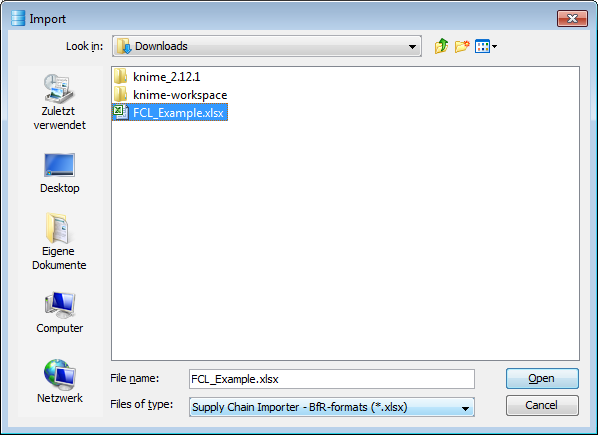 Import
Look in:
Downloads
Zuletzt
verwendet
Desktop
Eigene
Dokumente
Computer
Netzwerk
knime_2.12.1
knime-workspace
FCL_Example.xlsx
File name:
FCL_Example.xlsx
Open
Files of type:
Supply Chain Importer - BfR-formats (*.xlsx)
Cancel